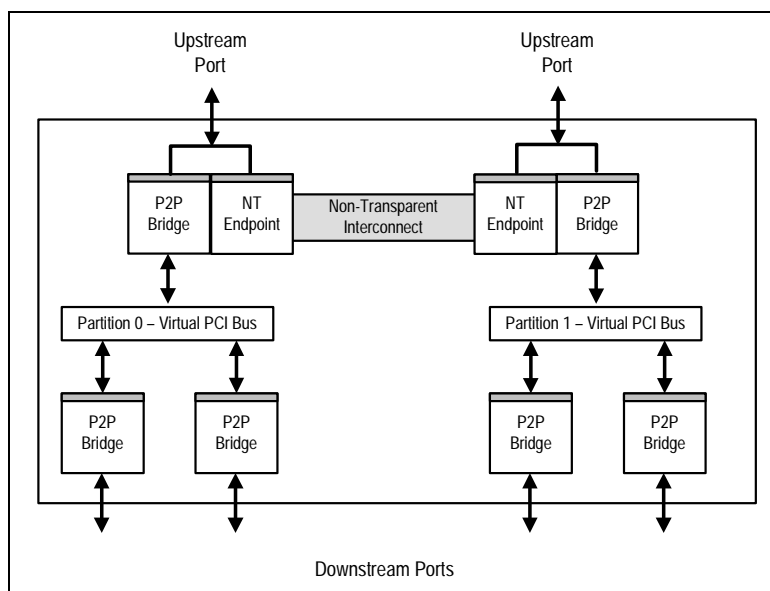 Upstream
Port
Upstream
Port
P2P
Bridge
NT
Endpoint
Non-Transparent
Interconnect
NT
Endpoint
P2P
Bridge
Partition 0 – Virtual PCI Bus
Partition 1 – Virtual PCI Bus
P2P
Bridge
P2P
Bridge
P2P
Bridge
P2P
Bridge
Downstream Ports